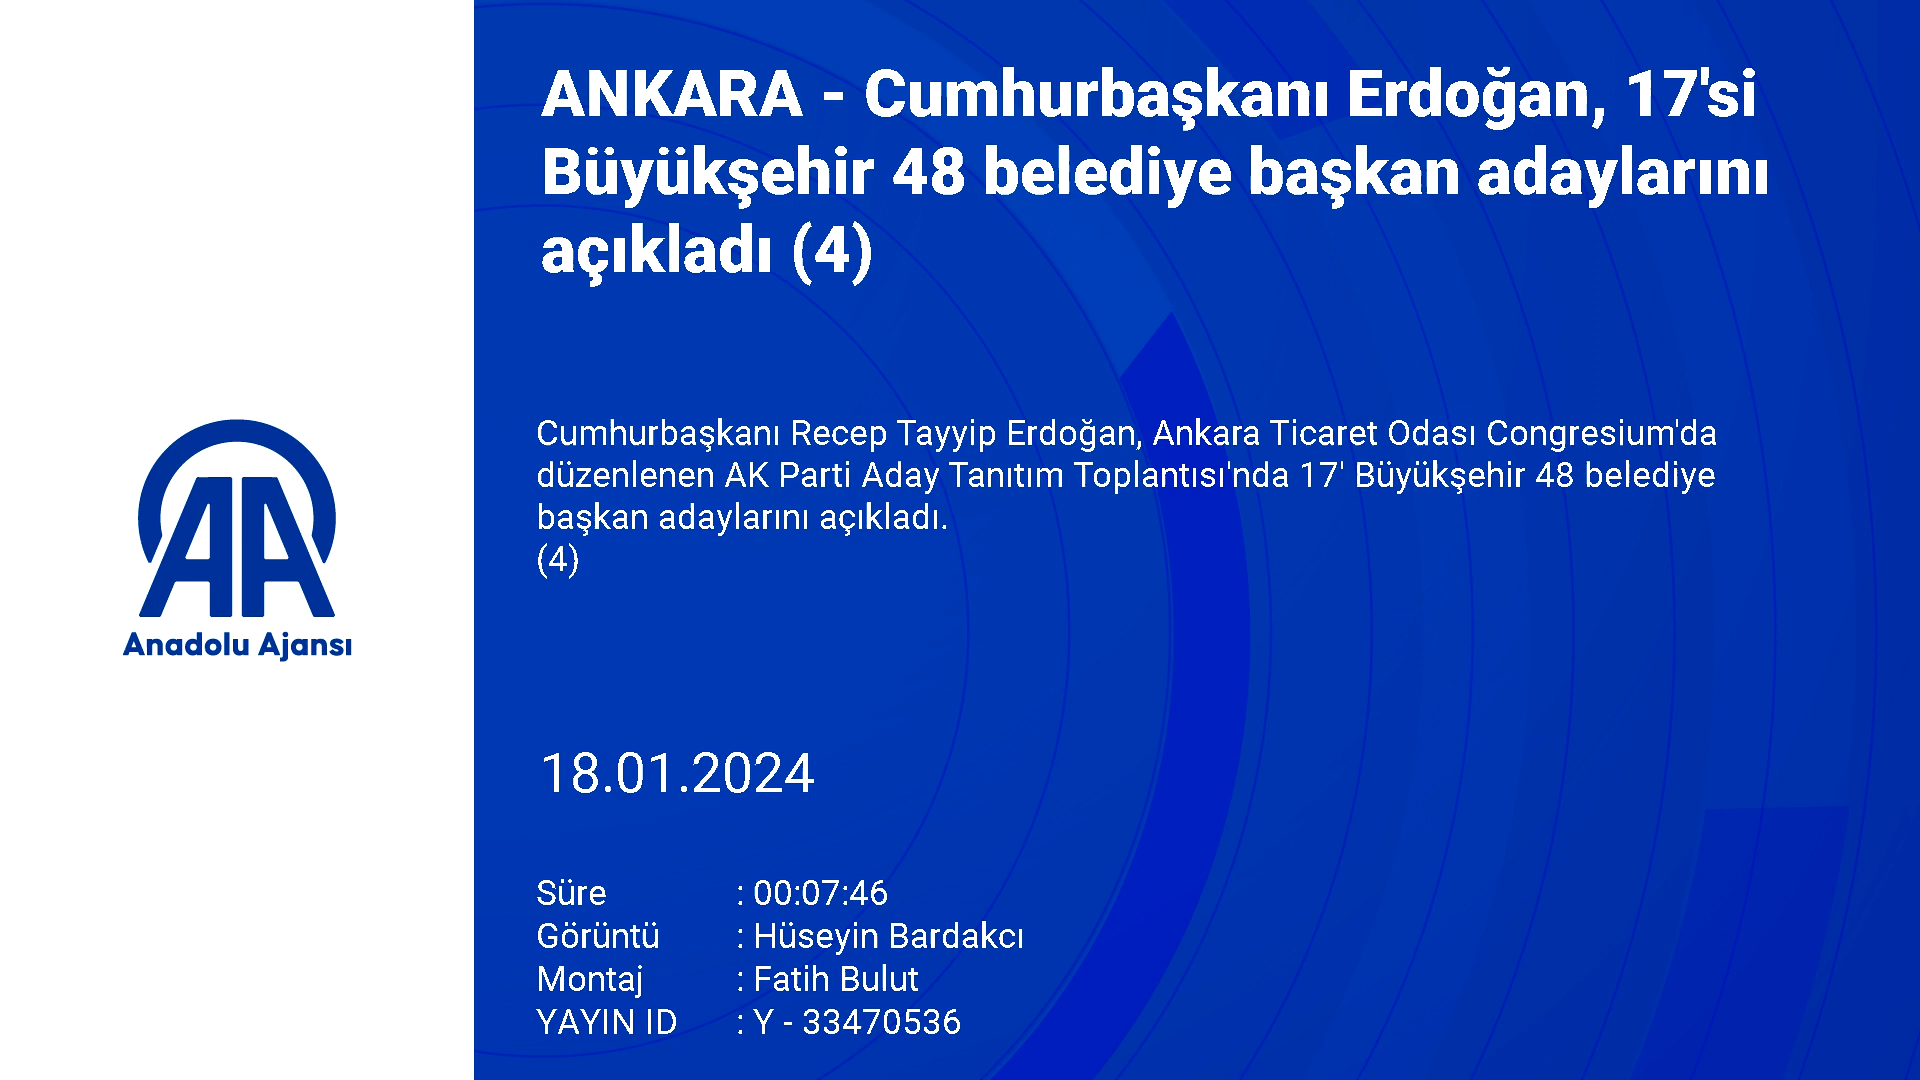 ANKARA - Cumhurbaşkanı Erdoğan, 17'si
Büyükşehir 48 belediye başkan adaylarını
açıkladı (4)
Cumhurbaşkanı Recep Tayyip Erdoğan, Ankara Ticaret Odası Congresium'da
düzenlenen AK Parti Aday Tanıtım Toplantısı'nda 17' Büyükşehir 48 belediye
başkan adaylarını açıkladı.
(4)
AA
Anadolu Ajansı
18.01.2024
Süre : 00:07:46
Görüntü : Hüseyin Bardakcı
Montaj : Fatih Bulut
YAYIN ID : Y - 33470536